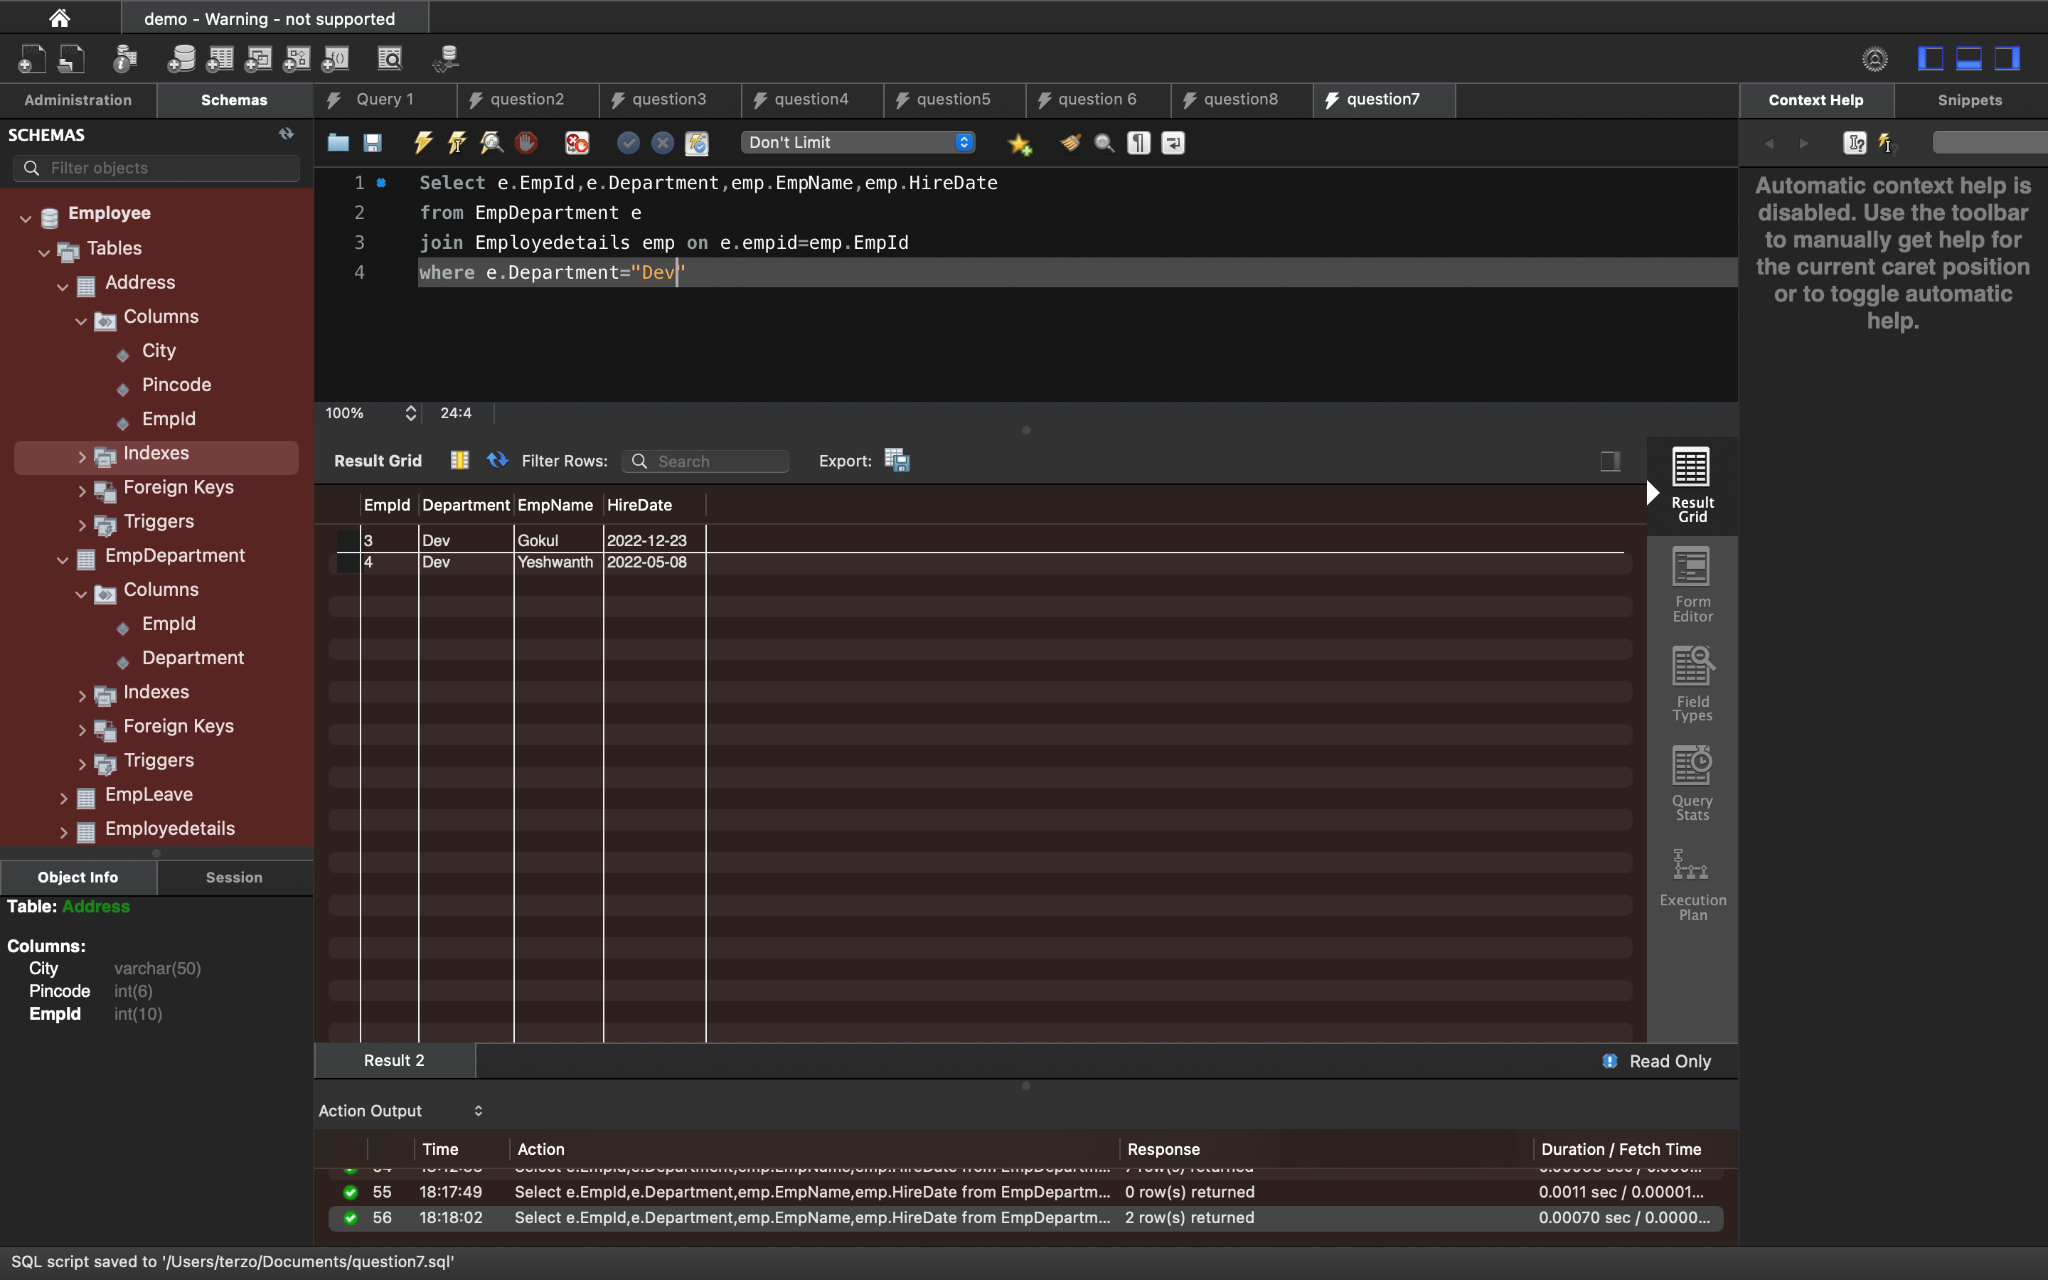 demo - Warning - not supported
Administration
Schemas
Query 1
question2
question3
question4
question5
question 6
question8
question7
Context Help
Snippets
SCHEMAS
Filter objects
Don't Limit
Employee
Tables
Address
Columns
City
Pincode
EmpId
Indexes
Foreign Keys
Triggers
EmpDepartment
Columns
EmpId
Department
Indexes
Foreign Keys
Triggers
EmpLeave
Employedetails
1 Select e.EmpId,e.Department,emp.EmpName,emp.HireDate
2 from EmpDepartment e
3 join Employedetails emp on e.empid=emp.EmpId
4 where e.Department="Dev"
100% 24:4
Automatic context help is
disabled. Use the toolbar
to manually get help for
the current caret position
or to toggle automatic
help.
Result Grid Filter Rows: Search Export:
EmpId Department EmpName HireDate
3 Dev Gokul 2022-12-23
4 Dev Yeshwanth 2022-05-08
Result
Grid
Form
Editor
Field
Types
Query
Stats
Execution
Plan
Object Info
Session
Table: Address
Columns:
City varchar(50)
Pincode int(6)
EmpId int(10)
Result 2
Read Only
Action Output
Time Action Response Duration / Fetch Time
55 18:17:49 Select e.EmpId,e.Department,emp.EmpName,emp.HireDate from EmpDepartm... 0 row(s) returned 0.0011 sec / 0.00001...
56 18:18:02 Select e.EmpId,e.Department,emp.EmpName,emp.HireDate from EmpDepartm... 2 row(s) returned 0.00070 sec / 0.0000...
SQL script saved to '/Users/terzo/Documents/question7.sql'